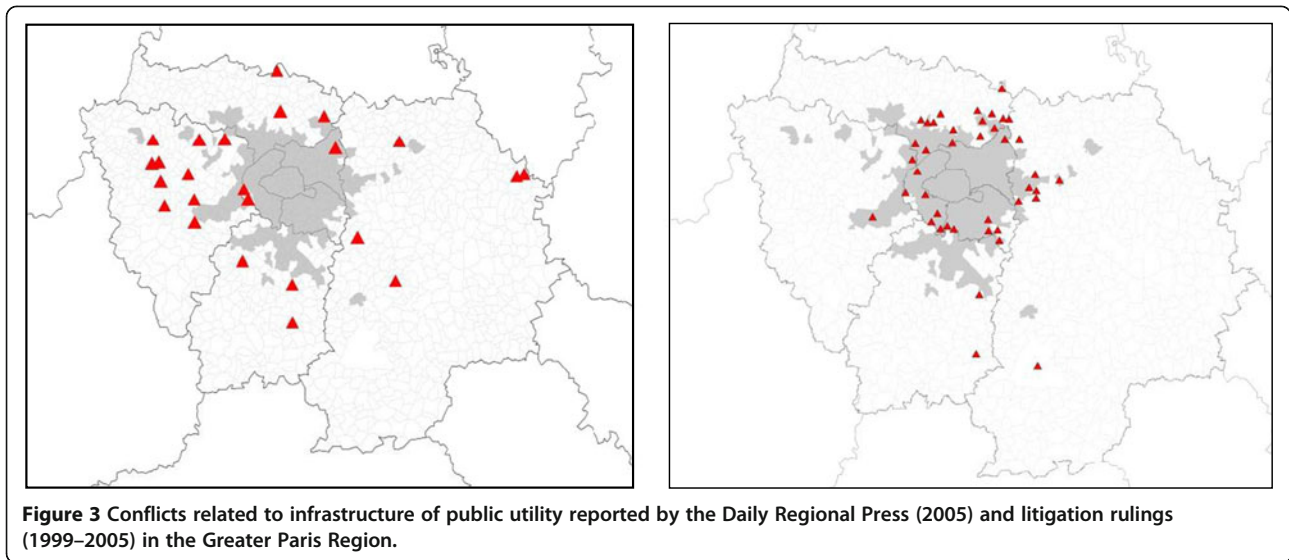 Figure 3 Conflicts related to infrastructure of public utility reported by the Daily Regional Press (2005) and litigation rulings
(1999–2005) in the Greater Paris Region.